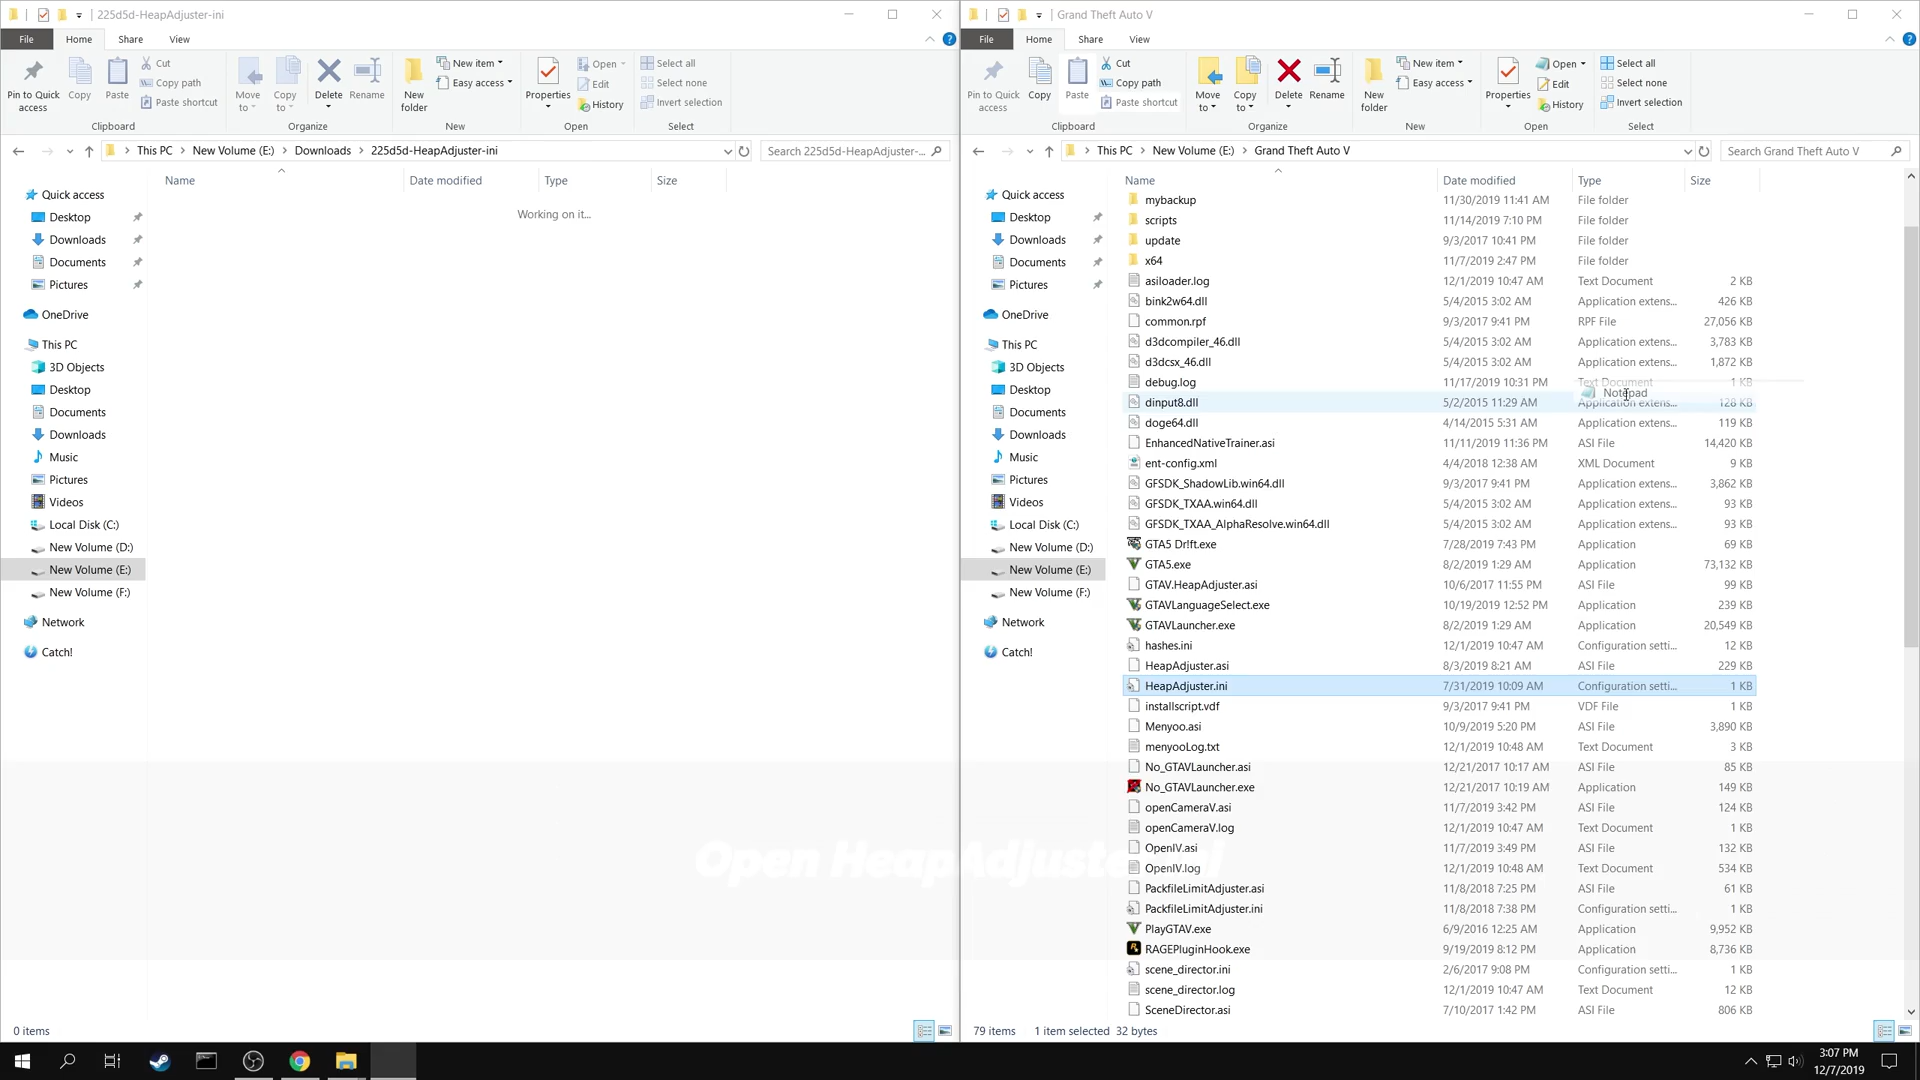 225d5d-HeapAdjuster-ini
File Home Share View
Pin to Quick access
Copy
Paste
Cut
Copy path
Paste shortcut
Clipboard
Move to
Copy to
Delete
Rename
Organize
New folder
New item
Easy access
New
Properties
Open
Edit
History
Open
Select all
Select none
Invert selection
Select
This PC New Volume (E:) Downloads 225d5d-HeapAdjuster-ini
Search 225d5d-HeapAdjuster-...
Name Date modified Type Size
Working on it...
Quick access
Desktop
Downloads
Documents
Pictures
OneDrive
This PC
3D Objects
Desktop
Documents
Downloads
Music
Pictures
Videos
Local Disk (C:)
New Volume (D:)
New Volume (E:)
New Volume (F:)
Network
Catch!
0 items
Grand Theft Auto V
File Home Share View
Pin to Quick access
Copy
Paste
Cut
Copy path
Paste shortcut
Clipboard
Move to
Copy to
Delete
Rename
Organize
New folder
New item
Easy access
New
Properties
Open
Edit
History
Open
Select all
Select none
Invert selection
Select
This PC New Volume (E:) Grand Theft Auto V
Search Grand Theft Auto V
Quick access
Desktop
Downloads
Documents
Pictures
OneDrive
This PC
3D Objects
Desktop
Documents
Downloads
Music
Pictures
Videos
Local Disk (C:)
New Volume (D:)
New Volume (E:)
New Volume (F:)
Network
Catch!
Name Date modified Type Size
mybackup 11/30/2019 11:41 AM File folder
scripts 11/14/2019 7:10 PM File folder
update 9/3/2017 10:41 PM File folder
x64 11/7/2019 2:47 PM File folder
asiloader.log 12/1/2019 10:47 AM Text Document 2 KB
bink2w64.dll 5/4/2015 3:02 AM Application extens... 426 KB
common.rpf 9/3/2017 9:41 PM RPF File 27,056 KB
d3dcompiler_46.dll 5/4/2015 3:02 AM Application extens... 3,783 KB
d3dcsx_46.dll 5/4/2015 3:02 AM Application extens... 1,872 KB
debug.log 11/17/2019 10:31 PM Text Document 1 KB
Notepad
dinput8.dll 5/2/2015 11:29 AM Application extens... 128 KB
doge64.dll 4/14/2015 5:31 AM Application extens... 119 KB
EnhancedNativeTrainer.asi 11/11/2019 11:36 PM ASI File 14,420 KB
ent-config.xml 4/4/2018 12:38 AM XML Document 9 KB
GFSDK_ShadowLib.win64.dll 9/3/2017 9:41 PM Application extens... 3,862 KB
GFSDK_TXAA.win64.dll 5/4/2015 3:02 AM Application extens... 93 KB
GFSDK_TXAA_AlphaResolve.win64.dll 5/4/2015 3:02 AM Application extens... 93 KB
GTA5 Dr!ft.exe 7/28/2019 7:43 PM Application 69 KB
GTA5.exe 8/2/2019 1:29 AM Application 73,132 KB
GTAV.HeapAdjuster.asi 10/6/2017 11:55 PM ASI File 99 KB
GTAVLanguageSelect.exe 10/19/2019 12:52 PM Application 239 KB
GTAVLauncher.exe 8/2/2019 1:29 AM Application 20,549 KB
hashes.ini 12/1/2019 10:47 AM Configuration setti... 12 KB
HeapAdjuster.asi 8/3/2019 8:21 AM ASI File 229 KB
HeapAdjuster.ini 7/31/2019 10:09 AM Configuration setti... 1 KB
installscript.vdf 9/3/2017 9:41 PM VDF File 1 KB
Menyoo.asi 10/9/2019 5:20 PM ASI File 3,890 KB
menyooLog.txt 12/1/2019 10:48 AM Text Document 3 KB
No_GTAVLauncher.asi 12/21/2017 10:17 AM ASI File 85 KB
No_GTAVLauncher.exe 12/21/2017 10:19 AM Application 149 KB
openCameraV.asi 11/7/2019 3:42 PM ASI File 124 KB
openCameraV.log 12/1/2019 10:47 AM Text Document 1 KB
OpenIV.asi 11/7/2019 3:49 PM ASI File 132 KB
Open HeapAdjuster.ini
OpenIV.log 12/1/2019 10:48 AM Text Document 534 KB
PackfileLimitAdjuster.asi 11/8/2018 7:25 PM ASI File 61 KB
PackfileLimitAdjuster.ini 11/8/2018 7:38 PM Configuration setti... 1 KB
PlayGTAV.exe 6/9/2016 12:25 AM Application 9,952 KB
RAGEPluginHook.exe 9/19/2019 8:12 PM Application 8,736 KB
scene_director.ini 2/6/2017 9:08 PM Configuration setti... 1 KB
scene_director.log 12/1/2019 10:47 AM Text Document 12 KB
SceneDirector.asi 7/10/2017 1:42 PM ASI File 806 KB
79 items 1 item selected 32 bytes
3:07 PM
12/7/2019